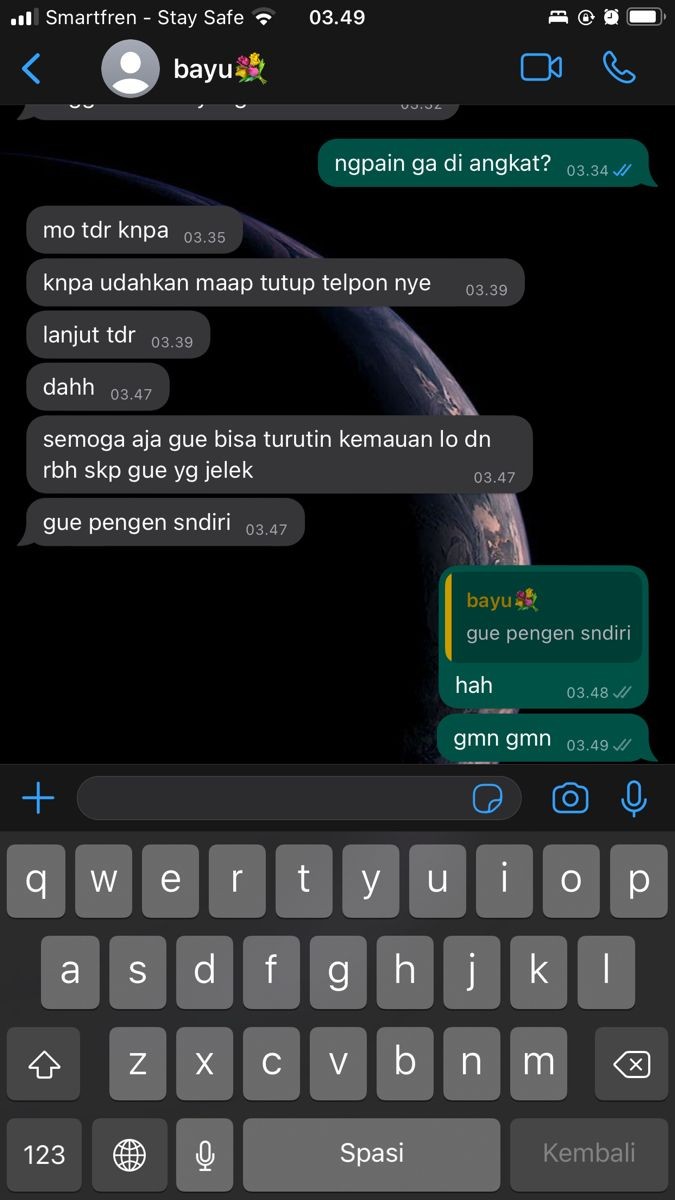 Smartfren - Stay Safe 03.49
bayu💐
03.32
ngpain ga di angkat? 03.34
mo tdr knpa 03.35
knpa udahkan maap tutup telpon nye 03.39
lanjut tdr 03.39
dahh 03.47
semoga aja gue bisa turutin kemauan lo dn
rbh skp gue yg jelek 03.47
gue pengen sndiri 03.47
bayu💐
gue pengen sndiri
hah 03.48
gmn gmn 03.49
q w e r t y u i o p
a s d f g h j k l
z x c v b n m
123 Spasi Kembali